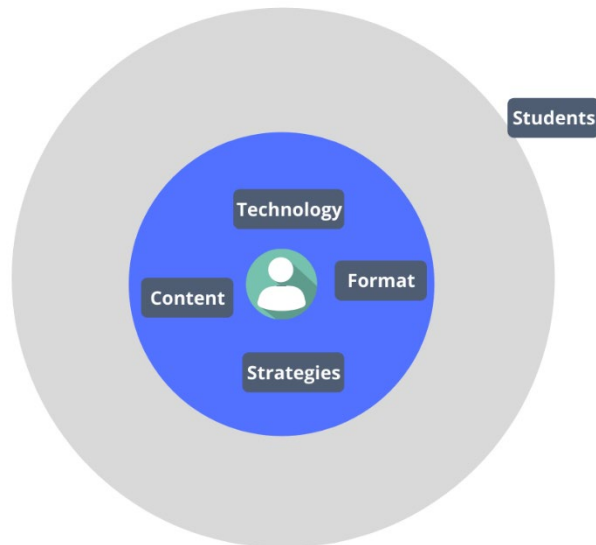 Students
Technology
Format
Content
Strategies